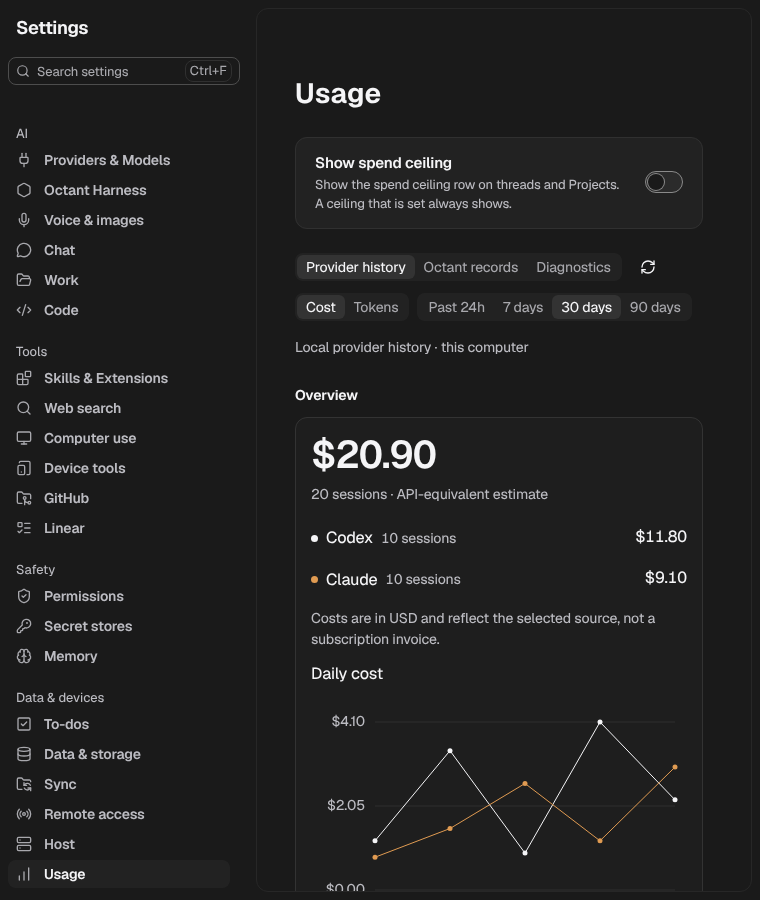 Settings
Search settings
Ctrl+F
AI
Providers & Models
Octant Harness
Voice & images
Chat
Work
Code
Tools
Skills & Extensions
Web search
Computer use
Device tools
GitHub
Linear
Safety
Permissions
Secret stores
Memory
Data & devices
To-dos
Data & storage
Sync
Remote access
Host
Usage
Usage
Show spend ceiling
Show the spend ceiling row on threads and Projects.
A ceiling that is set always shows.
Provider history Octant records Diagnostics
Cost Tokens Past 24h 7 days 30 days 90 days
Local provider history · this computer
Overview
$20.90
20 sessions · API-equivalent estimate
Codex 10 sessions $11.80
Claude 10 sessions $9.10
Costs are in USD and reflect the selected source, not a
subscription invoice.
Daily cost
$4.10
$2.05
$0.00